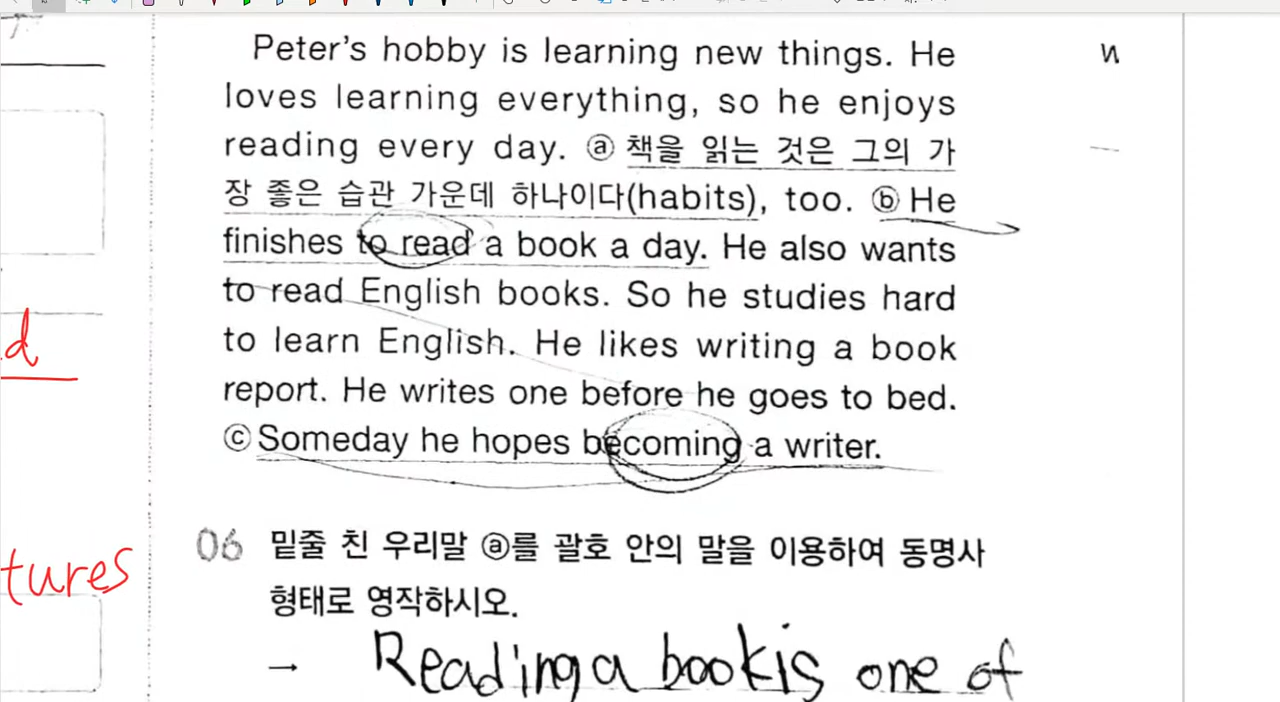 Peter's hobby is learning new things. He
loves learning everything, so he enjoys
reading every day. ⓐ 책을 읽는 것은 그의 가
장 좋은 습관 가운데 하나이다(habits), too. ⓑ He
finishes to read a book a day. He also wants
to read English books. So he studies hard
d
to learn English. He likes writing a book
report. He writes one before he goes to bed.
ⓒ Someday he hopes becoming a writer.
06 밑줄 친 우리말 ⓐ를 괄호 안의 말을 이용하여 동명사
tures
형태로 영작하시오.
→ Reading a book is one of